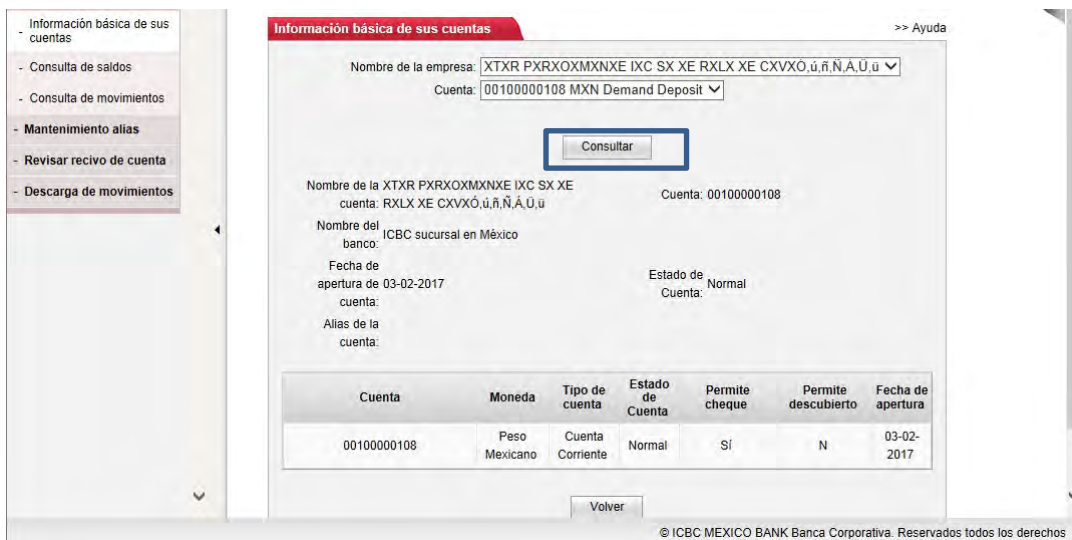 - Información básica de sus
cuentas
- Consulta de saldos
- Consulta de movimientos
- Mantenimiento alias
- Revisar recivo de cuenta
- Descarga de movimientos
Información básica de sus cuentas
>> Ayuda
Nombre de la empresa: XTXR PXRXOXMXNXE IXC SX XE RXLX XE CXVXÓ,ú,ñ,Ñ,Á,Ü,ü
Cuenta: 00100000108 MXN Demand Deposit
Consultar
Nombre de la cuenta: XTXR PXRXOXMXNXE IXC SX XE
RXLX XE CXVXÓ,ú,ñ,Ñ,Á,Ü,ü
Cuenta: 00100000108
Nombre del
banco: ICBC sucursal en México
Fecha de
apertura de 03-02-2017
cuenta:
Estado de
Cuenta: Normal
Alias de la
cuenta:
Cuenta Moneda Tipo de cuenta Estado de Cuenta Permite cheque Permite descubierto Fecha de apertura
00100000108 Peso Mexicano Cuenta Corriente Normal Sí N 03-02-2017
Volver
© ICBC MEXICO BANK Banca Corporativa. Reservados todos los derechos